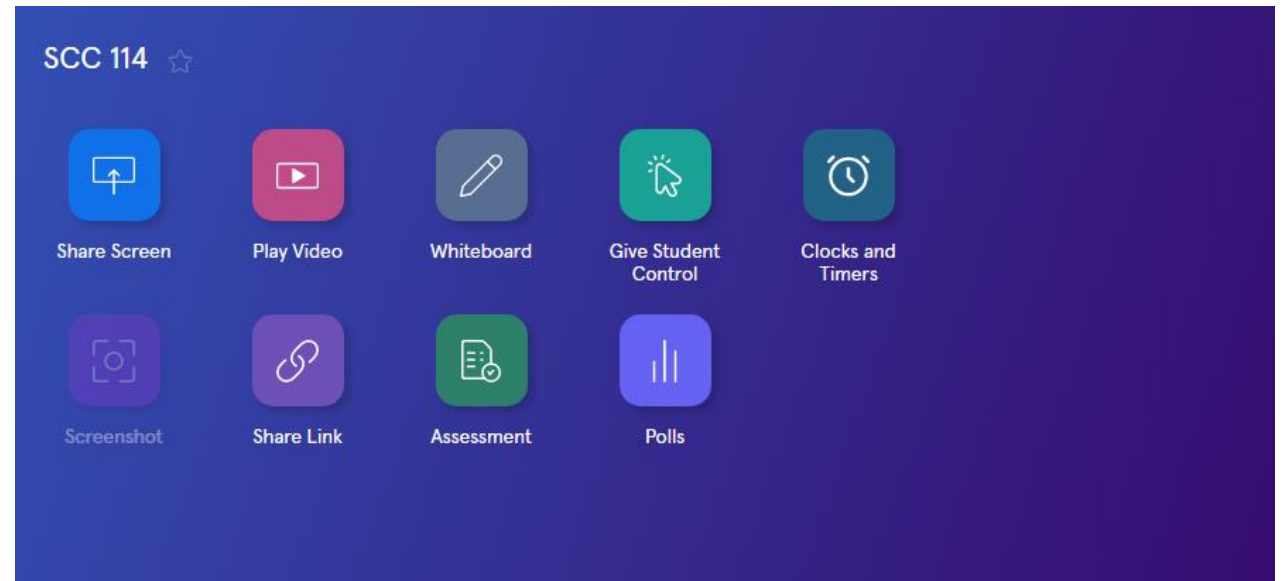 SCC 114
Share Screen
Play Video
Whiteboard
Give Student
Control
Clocks and
Timers
Screenshot
Share Link
Assessment
Polls